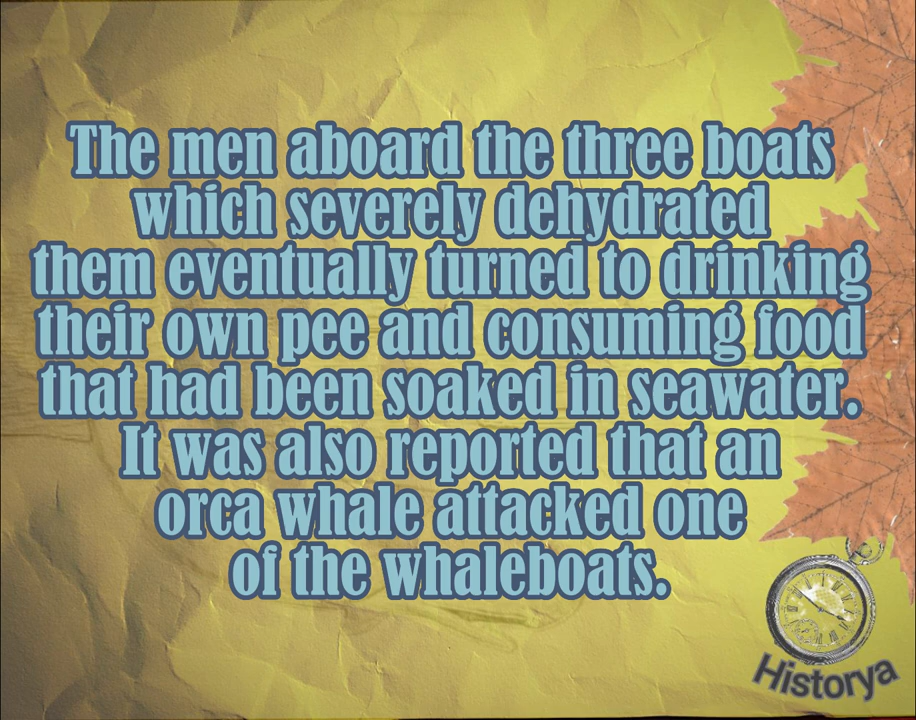 The men aboard the three boats
which severely dehydrated
them eventually turned to drinking
their own pee and consuming food
that had been soaked in seawater.
It was also reported that an
orca whale attacked one
of the whaleboats.
Historya